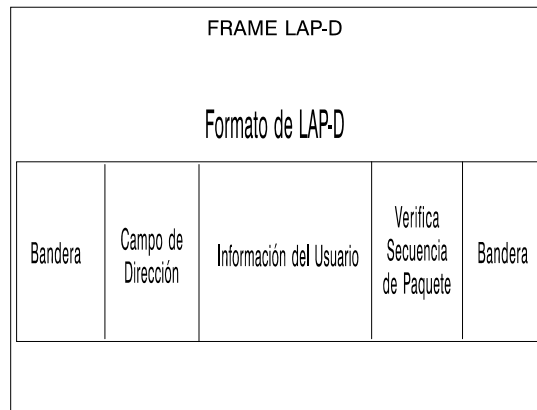 FRAME LAP-D
Formato de LAP-D
Bandera
Campo de
Dirección
Información del Usuario
Verifica
Secuencia
de Paquete
Bandera